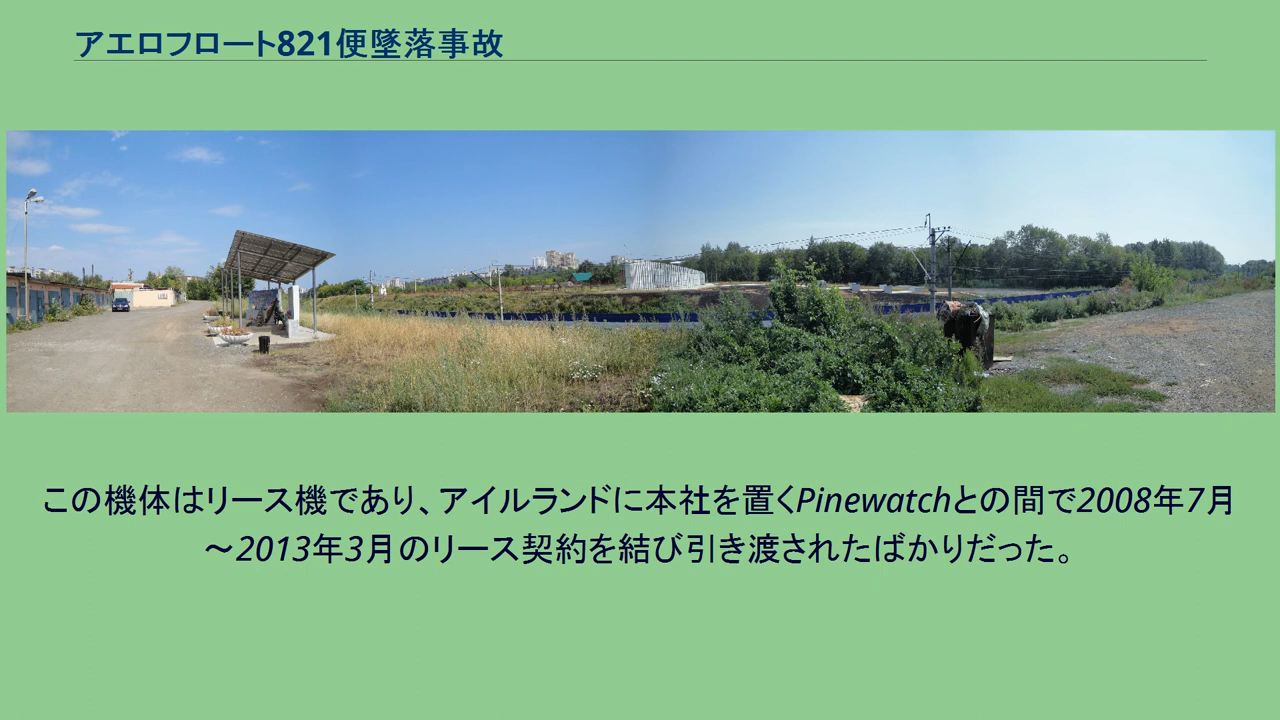 アエロフロート821便墜落事故
この機体はリース機であり、アイルランドに本社を置くPinewatchとの間で2008年7月
～2013年3月のリース契約を結び引き渡されたばかりだった。